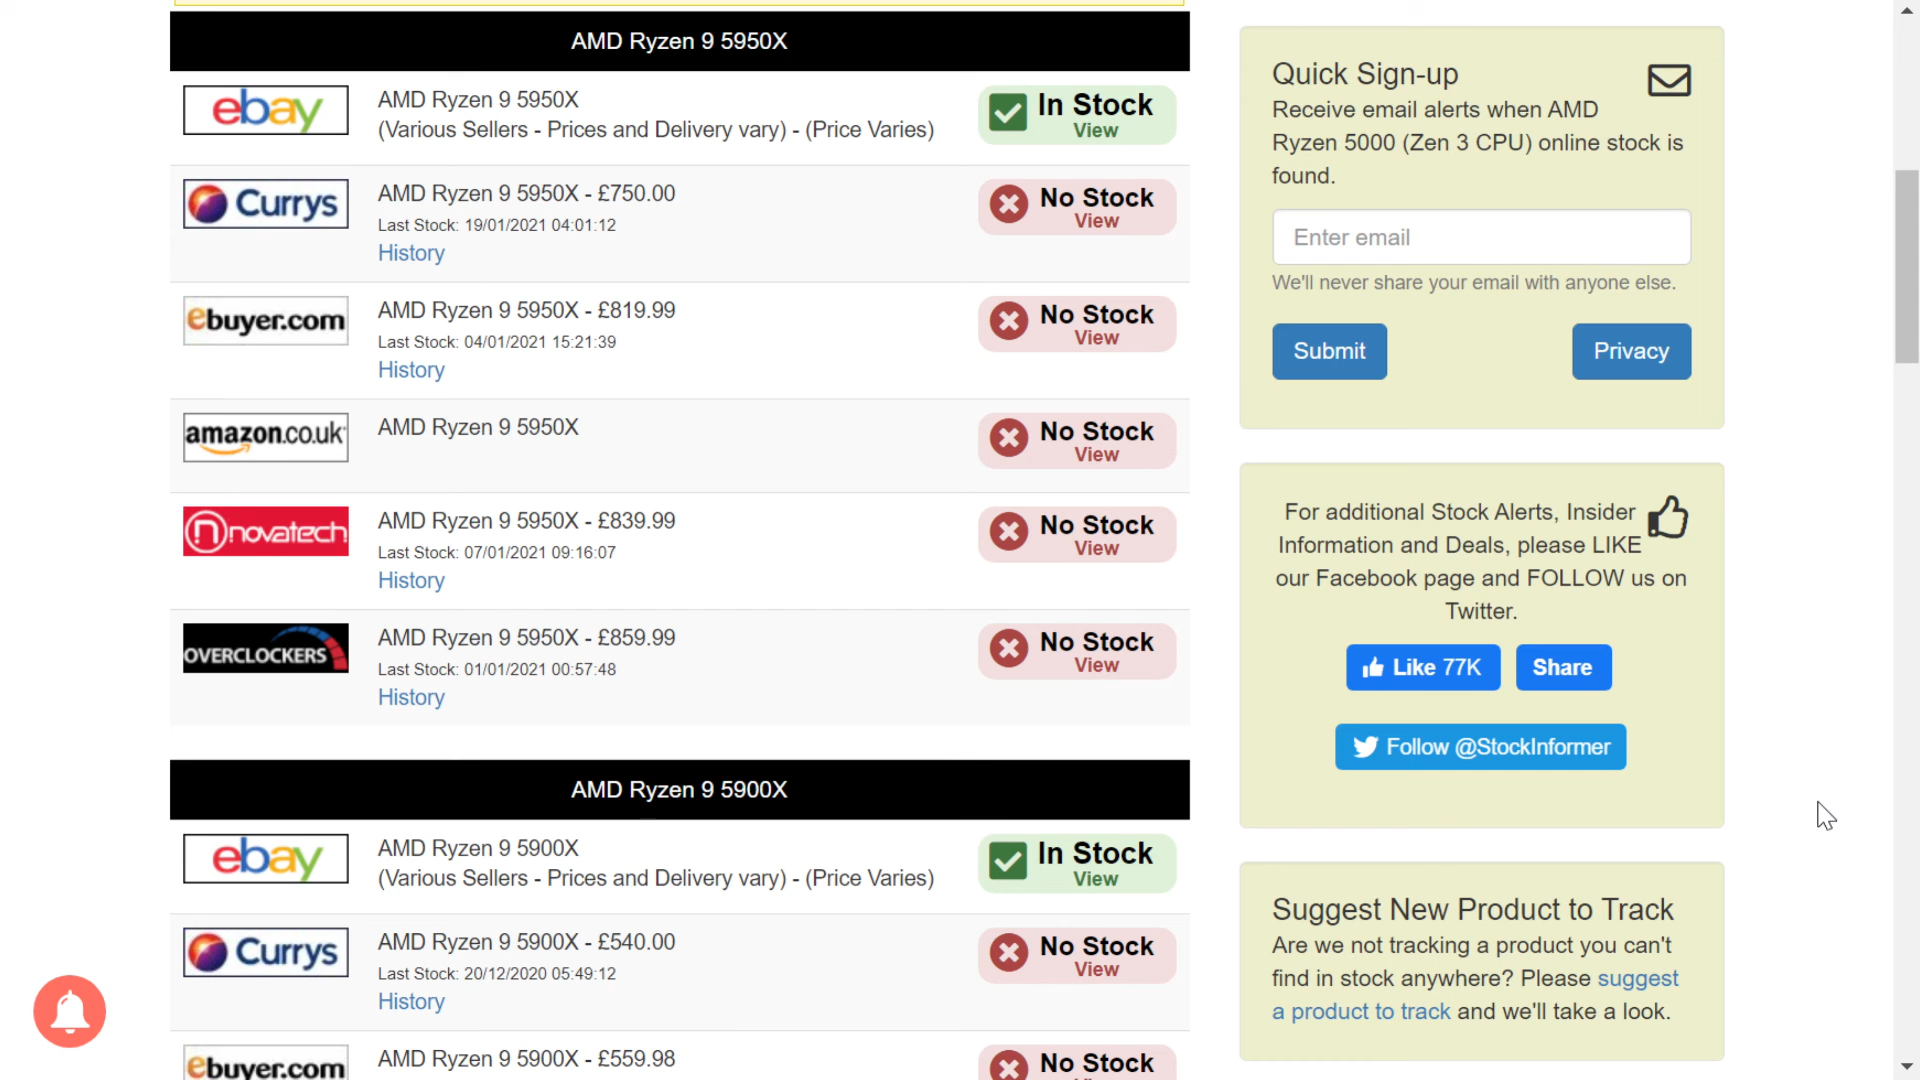 AMD Ryzen 9 5950X
ebay
AMD Ryzen 9 5950X
(Various Sellers - Prices and Delivery vary) - (Price Varies)
In Stock
View
Currys
AMD Ryzen 9 5950X - £750.00
Last Stock: 19/01/2021 04:01:12
History
No Stock
View
ebuyer.com
AMD Ryzen 9 5950X - £819.99
Last Stock: 04/01/2021 15:21:39
History
No Stock
View
amazon.co.uk
AMD Ryzen 9 5950X
No Stock
View
novatech
AMD Ryzen 9 5950X - £839.99
Last Stock: 07/01/2021 09:16:07
History
No Stock
View
OVERCLOCKERS
AMD Ryzen 9 5950X - £859.99
Last Stock: 01/01/2021 00:57:48
History
No Stock
View
AMD Ryzen 9 5900X
ebay
AMD Ryzen 9 5900X
(Various Sellers - Prices and Delivery vary) - (Price Varies)
In Stock
View
Currys
AMD Ryzen 9 5900X - £540.00
Last Stock: 20/12/2020 05:49:12
History
No Stock
View
ebuyer.com
AMD Ryzen 9 5900X - £559.98
No Stock
Quick Sign-up
Receive email alerts when AMD
Ryzen 5000 (Zen 3 CPU) online stock is
found.
Enter email
We'll never share your email with anyone else.
Submit
Privacy
For additional Stock Alerts, Insider
Information and Deals, please LIKE
our Facebook page and FOLLOW us on
Twitter.
Like 77K
Share
Follow @StockInformer
Suggest New Product to Track
Are we not tracking a product you can't
find in stock anywhere? Please suggest
a product to track and we'll take a look.